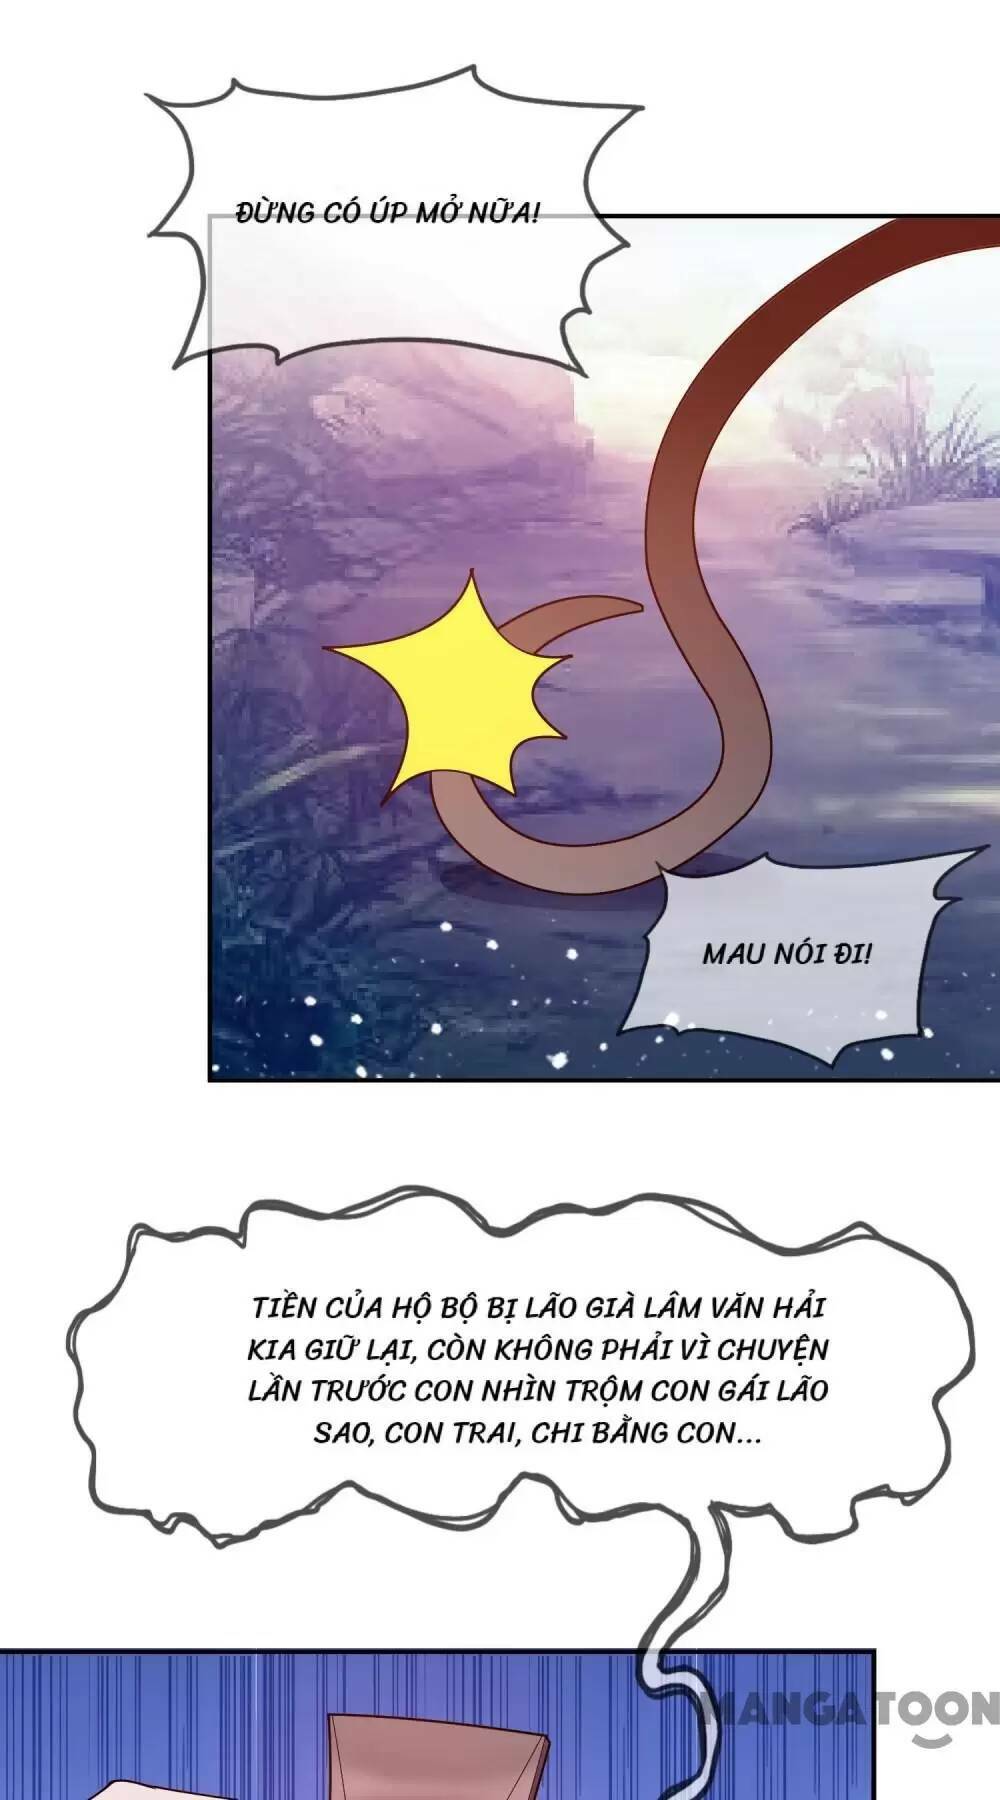 ĐỪNG CÓ ÚP MỞ NỮA!
MAU NÓI ĐI!
TIỀN CỦA HỘ BỘ BỊ LÃO GIÀ LÂM VĂN HẢI
KIA GIỮ LẠI, CÒN KHÔNG PHẢI VÌ CHUYỆN
LẦN TRƯỚC CON NHÌN TRỘM CON GÁI LÃO
SAO, CON TRAI, CHI BẰNG CON...
MANGATOON